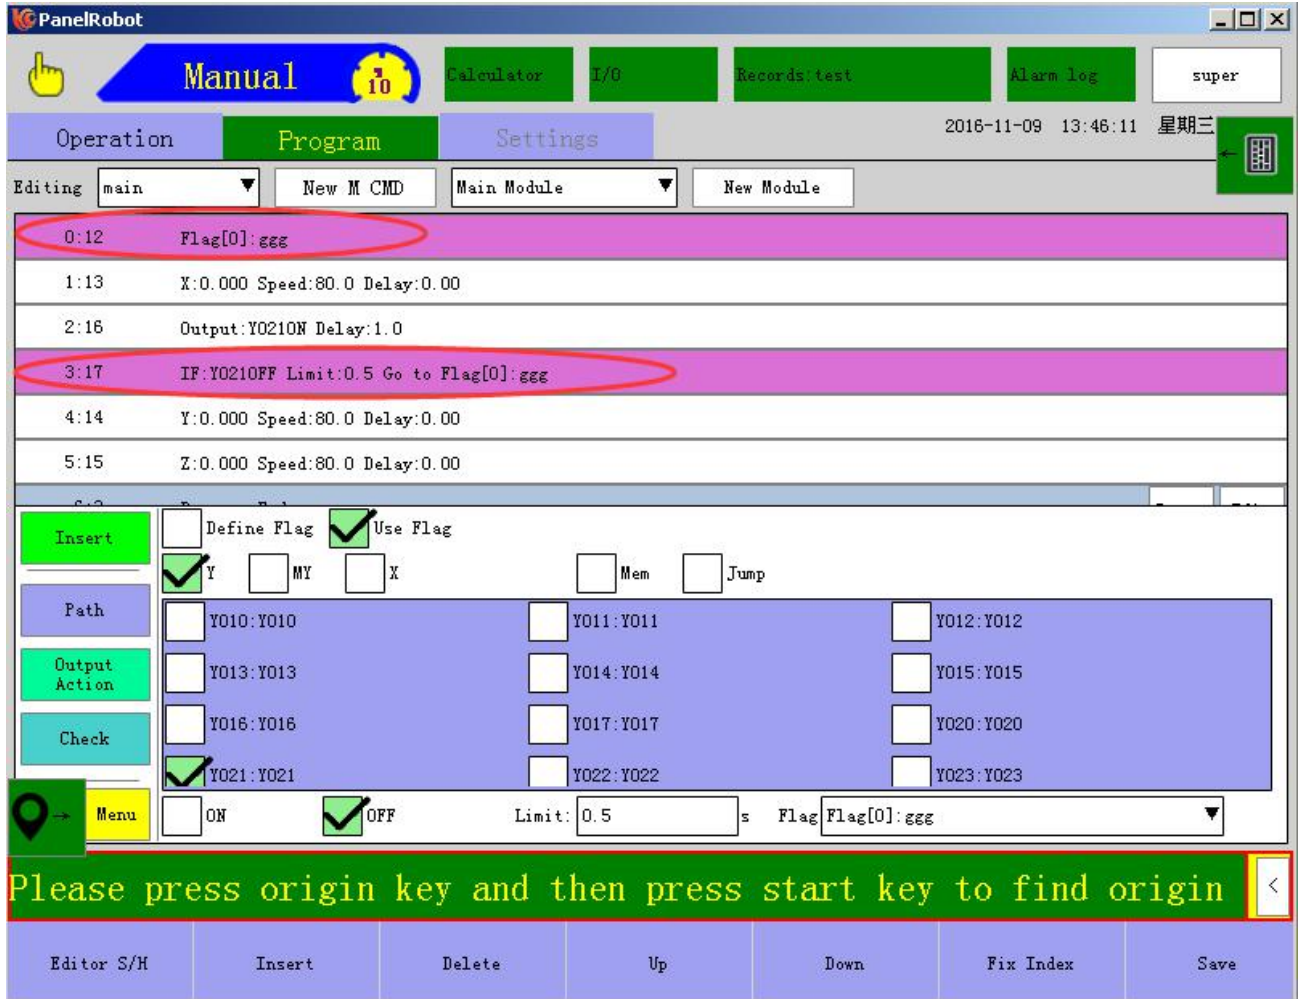 PanelRobot
Manual 10 Calculator I/O Records:test Alarm log super
Operation Program Settings 2016-11-09 13:46:11 星期三
Editing main New M CMD Main Module New Module
0:12 Flag[0]:ggg
1:13 X:0.000 Speed:80.0 Delay:0.00
2:16 Output:Y021ON Delay:1.0
3:17 IF:Y021OFF Limit:0.5 Go to Flag[0]:ggg
4:14 Y:0.000 Speed:80.0 Delay:0.00
5:15 Z:0.000 Speed:80.0 Delay:0.00
Insert Define Flag Use Flag
Y MY X Mem Jump
Path Y010:Y010 Y011:Y011 Y012:Y012
Output Action Y013:Y013 Y014:Y014 Y015:Y015
Check Y016:Y016 Y017:Y017 Y020:Y020
Y021:Y021 Y022:Y022 Y023:Y023
Menu ON OFF Limit: 0.5 s Flag Flag[0]:ggg
Please press origin key and then press start key to find origin <
Editor S/H Insert Delete Up Down Fix Index Save